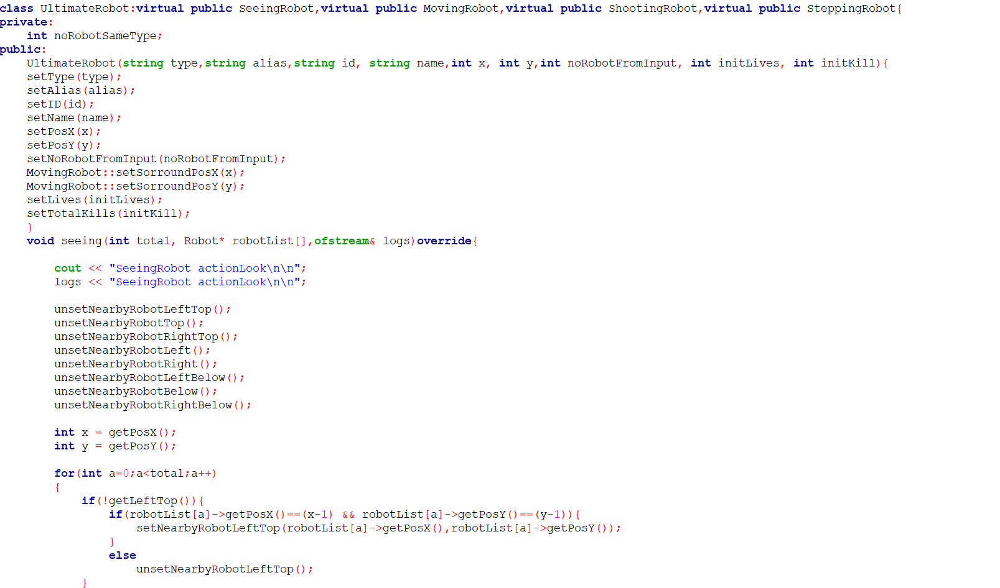 class UltimateRobot:virtual public SeeingRobot,virtual public MovingRobot,virtual public ShootingRobot,virtual public SteppingRobot{
private:
    int noRobotSameType;
public:
    UltimateRobot(string type,string alias,string id, string name,int x, int y,int noRobotFromInput, int initLives, int initKill){
    setType(type);
    setAlias(alias);
    setID(id);
    setName(name);
    setPosX(x);
    setPosY(y);
    setNoRobotFromInput(noRobotFromInput);
    MovingRobot::setSorroundPosX(x);
    MovingRobot::setSorroundPosY(y);
    setLives(initLives);
    setTotalKills(initKill);
    }
    void seeing(int total, Robot* robotList[],ofstream& logs)override{

        cout << "SeeingRobot actionLook\n\n";
        logs << "SeeingRobot actionLook\n\n";

        unsetNearbyRobotLeftTop();
        unsetNearbyRobotTop();
        unsetNearbyRobotRightTop();
        unsetNearbyRobotLeft();
        unsetNearbyRobotRight();
        unsetNearbyRobotLeftBelow();
        unsetNearbyRobotBelow();
        unsetNearbyRobotRightBelow();

        int x = getPosX();
        int y = getPosY();

        for(int a=0;a<total;a++)
        {
            if(!getLeftTop()){
                if(robotList[a]->getPosX()==(x-1) && robotList[a]->getPosY()==(y-1)){
                    setNearbyRobotLeftTop(robotList[a]->getPosX(),robotList[a]->getPosY());
                }
                else
                    unsetNearbyRobotLeftTop();
            }